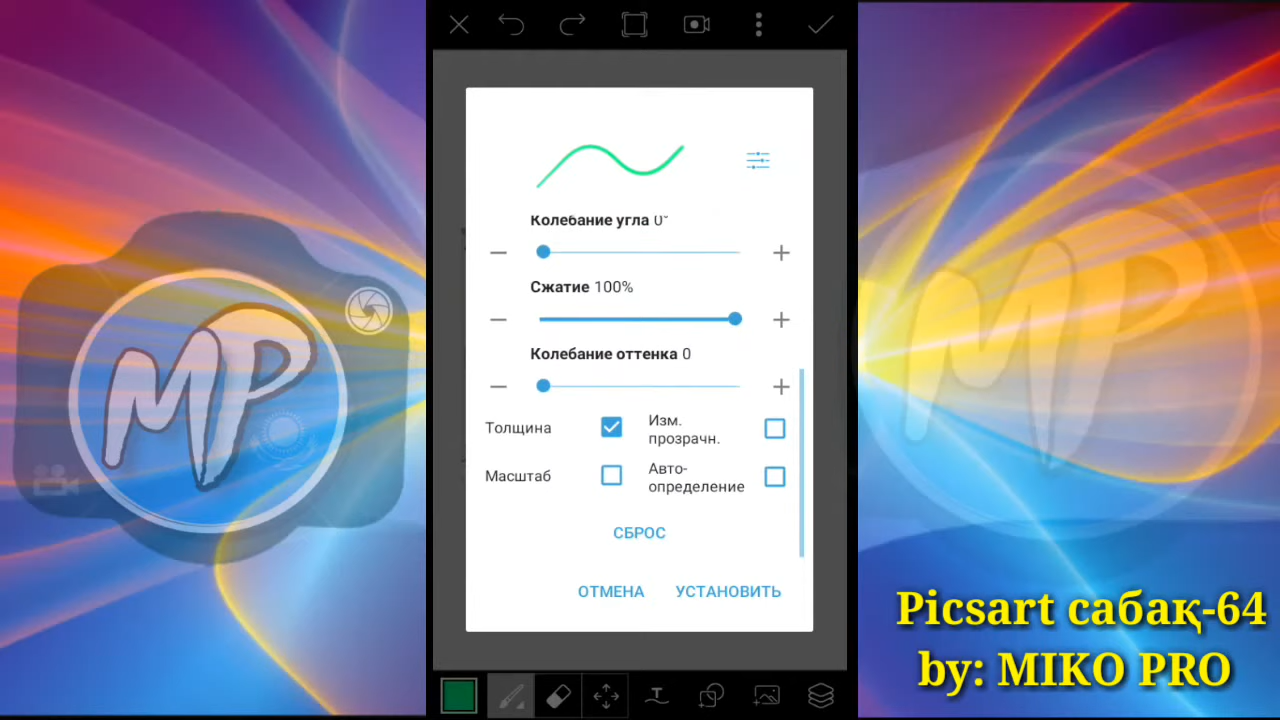 MP
Колебание угла 0°
Сжатие 100%
Колебание оттенка 0
Толщина
Изм.
прозрачн.
Масштаб
Авто-
определение
СБРОС
ОТМЕНА УСТАНОВИТЬ
MP
Picsart сабақ-64
by: MIKO PRO